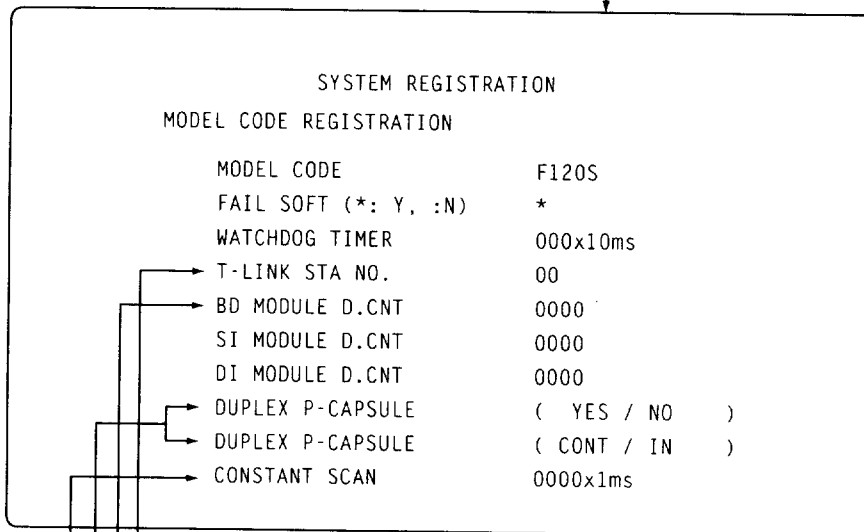 SYSTEM REGISTRATION
MODEL CODE REGISTRATION
MODEL CODE F120S
FAIL SOFT (*: Y, :N) *
WATCHDOG TIMER 000x10ms
T-LINK STA NO. 00
BD MODULE D.CNT 0000
SI MODULE D.CNT 0000
DI MODULE D.CNT 0000
DUPLEX P-CAPSULE ( YES / NO )
DUPLEX P-CAPSULE ( CONT / IN )
CONSTANT SCAN 0000x1ms